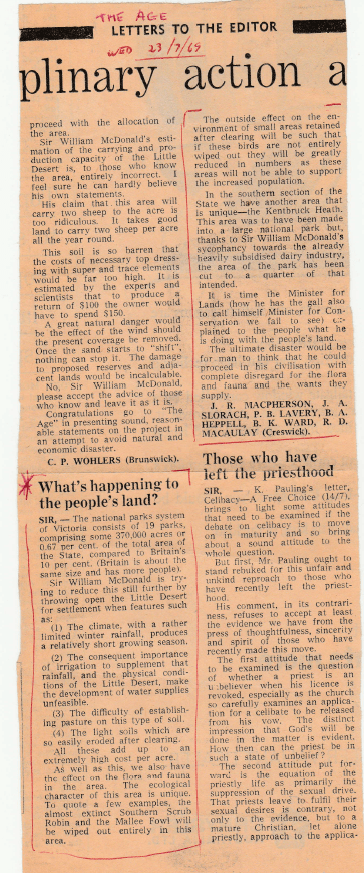 THE AGE
LETTERS TO THE EDITOR
WED 23/7/69
plinary action a
proceed with the allocation of
the area.
Sir William McDonald's esti-
mation of the carrying and pro-
duction capacity of the Little
Desert is, to those who know
the area, entirely incorrect. I
feel sure he can hardly believe
his own statements.
His claim that this area will
carry two sheep to the acre is
too ridiculous. It takes good
land to carry two sheep per acre
all the year round.
This soil is so barren that
the costs of necessary top dress-
ing with super and trace elements
would be far too high. It is
estimated by the experts and
scientists that to produce a
return of $100 the owner would
have to spend $150.
A great natural danger would
be the effect of the wind should
the present coverage be removed.
Once the sand starts to "shift",
nothing can stop it. The damage
to proposed reserves and adja-
cent lands would be incalculable.
No, Sir William McDonald,
please accept the advice of those
who know and leave it as it is.
Congratulations go to "The
Age" in presenting sound, reason-
able statements on the project in
an attempt to avoid natural and
economic disaster.
C. P. WOHLERS (Brunswick).
What's happening to
the people's land?
SIR, — The national parks system
of Victoria consists of 19 parks,
comprising some 370,000 acres or
0.67 per cent. of the total area of
the State, compared to Britain's
10 per cent. (Britain is about the
same size and has more people).
Sir William McDonald is try-
ing to reduce this still further by
throwing open the Little Desert
for settlement when features such
as:
(1) The climate, with a rather
limited winter rainfall, produces
a relatively short growing season.
(2) The consequent importance
of irrigation to supplement that
rainfall, and the physical condi-
tions of the Little Desert, make
the development of water supplies
unfeasible.
(3) The difficulty of establish-
ing pasture on this type of soil.
(4) The light soils which are
so easily eroded after clearing.
All these add up to an
extremely high cost per acre.
As well as this, we also have
the effect on the flora and fauna
in the area. The ecological
character of this area is unique.
To quote a few examples, the
almost extinct Southern Scrub
Robin and the Mallee Fowl will
be wiped out entirely in this
area.
The outside effect on the en-
vironment of small areas retained
after clearing will be such that
if these birds are not entirely
wiped out they will be greatly
reduced in numbers as these
areas will not be able to support
the increased population.
In the southern section of the
State we have another area that
is unique—the Kentbruck Heath.
This area was to have been made
into a large national park but,
thanks to Sir William McDonald's
sycophancy towards the already
heavily subsidised dairy industry,
the area of the park has been
cut to a quarter of that
intended.
It is time the Minister for
Lands (how he has the gall also
to call himself Minister for Con-
servation we fail to see) ex-
plained to the people what he
is doing with the people's land.
The ultimate disaster would be
for man to think that he could
proceed in his civilisation with
complete disregard for the flora
and fauna and the wants they
supply.
J. R. MACPHERSON, J. A.
SLORACH, P. B. LAVERY, B. A.
HEPPELL, B. K. WARD, R. D.
MACAULAY (Creswick).
Those who have
left the priesthood
SIR, — K. Pauling's letter,
Celibacy—A Free Choice (14/7),
brings to light some attitudes
that need to be examined if the
debate on celibacy is to move
on in maturity and so bring
about a sound attitude to the
whole question.
But first, Mr. Pauling ought to
stand rebuked for this unfair and
unkind reproach to those who
have recently left the priest-
hood.
His comment, in its contrari-
ness, refuses to accept at least
the evidence we have from the
press of thoughtfulness, sincerity
and spirit of those who have
recently made this move.
The first attitude that needs
to be examined is the question
of whether a priest is an
unbeliever when his licence is
revoked, especially as the church
so carefully examines an applica-
tion for a celibate to be released
from his vow. The distinct
impression that God's will be
done in the matter is evident.
How then can the priest be in
such a state of unbelief?
The second attitude put for-
ward is the equation of the
priestly life as primarily the
suppression of the sexual drive.
That priests leave to fulfil their
sexual desires is contrary, not
only to the evidence, but to a
mature Christian, let alone
priestly, approach to the applica-